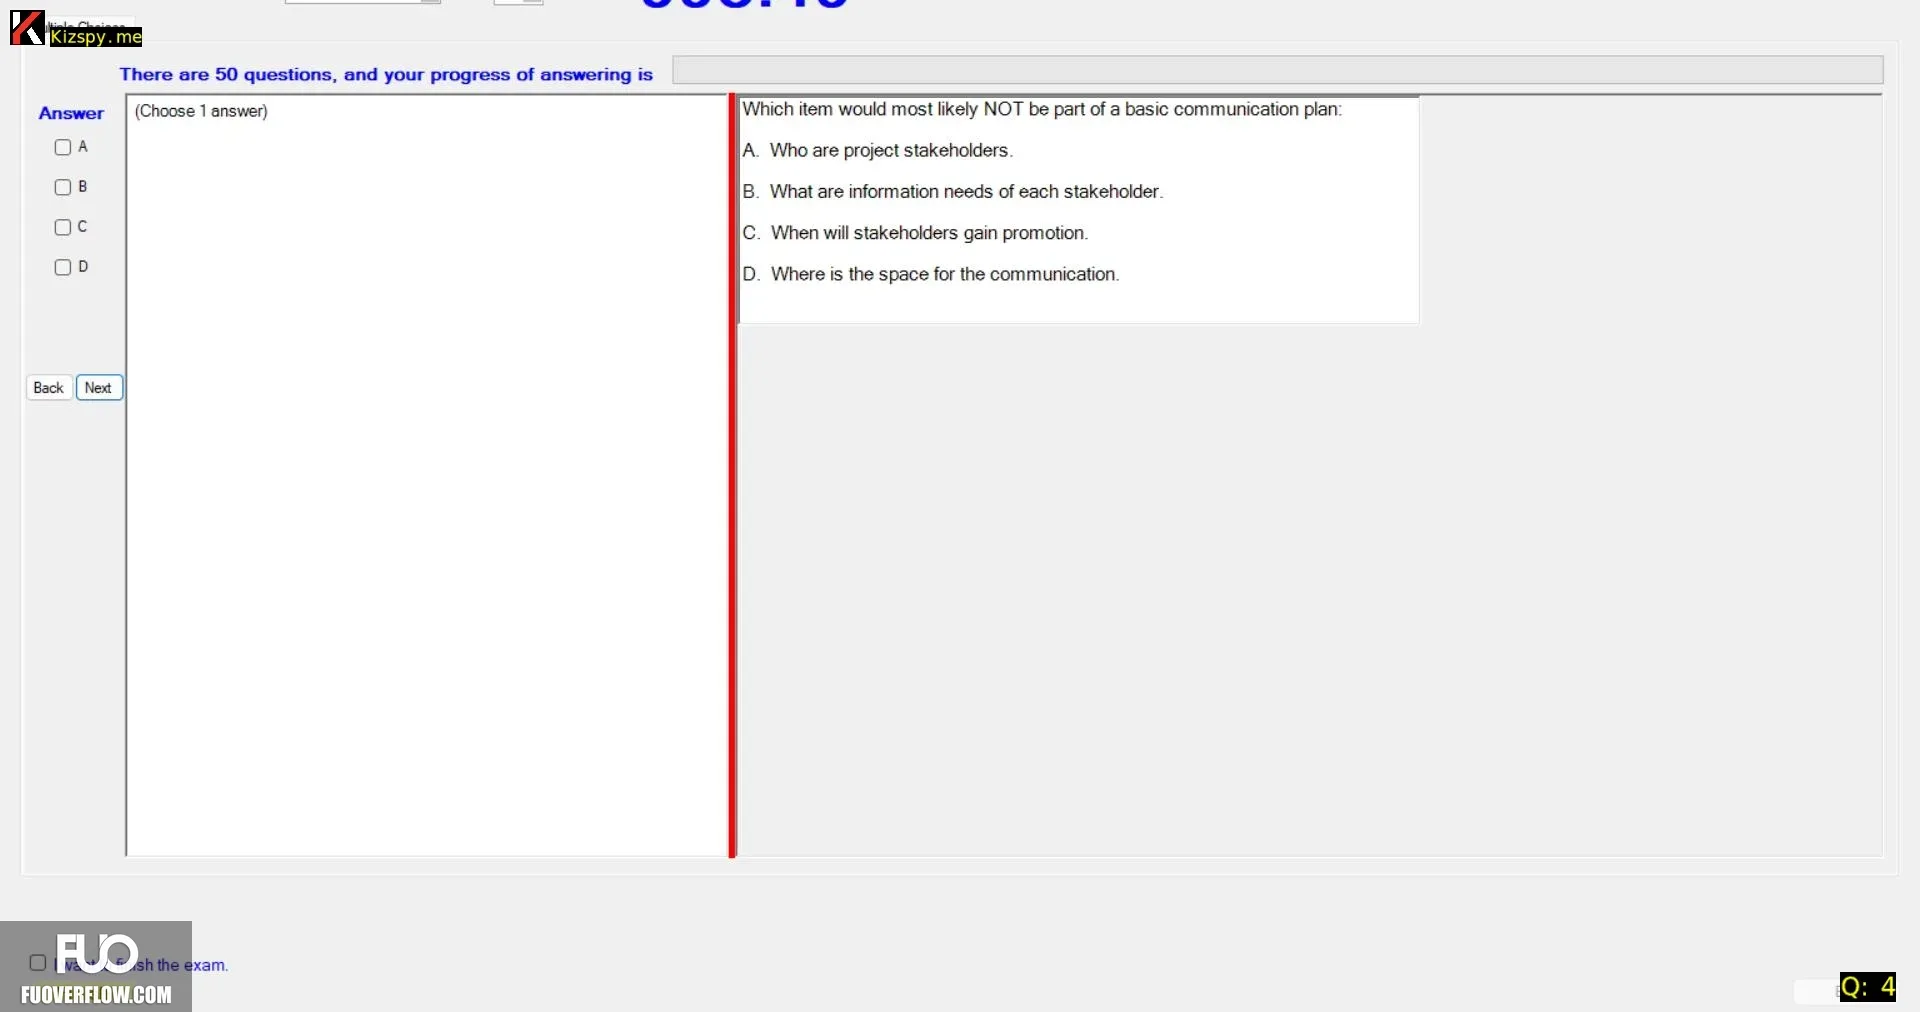 Kizspy.me
There are 50 questions, and your progress of answering is
Answer
(Choose 1 answer)
A
B
C
D
Back
Next
Which item would most likely NOT be part of a basic communication plan:
A. Who are project stakeholders.
B. What are information needs of each stakeholder.
C. When will stakeholders gain promotion.
D. Where is the space for the communication.
FUO
the exam.
FUOVERFLOW.COM
Q: 4